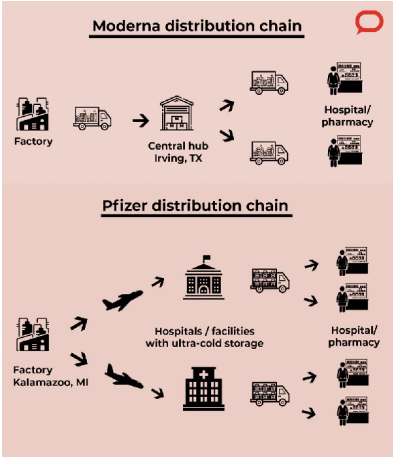 Moderna distribution chain
Factory
Central hub
Irving, TX
Hospital/
pharmacy
Pfizer distribution chain
Factory
Kalamazoo, MI
Hospitals / facilities
with ultra-cold storage
Hospital/
pharmacy